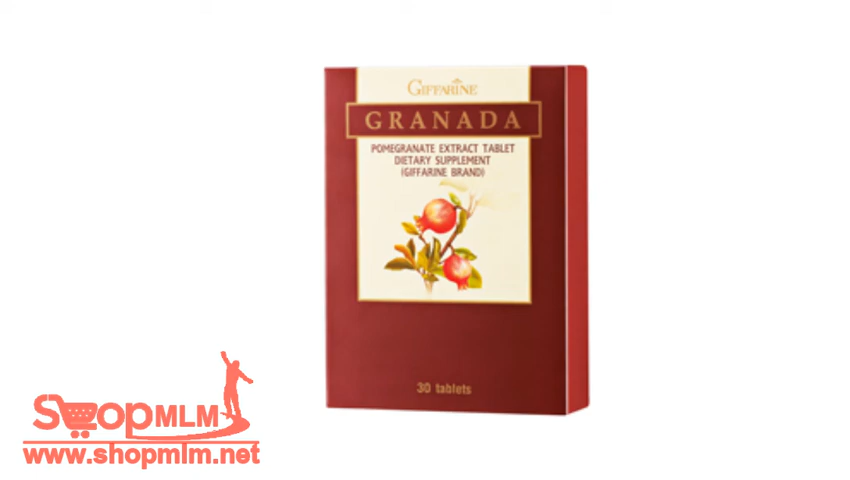 GIFFARINE
GRANADA
POMEGRANATE EXTRACT TABLET
DIETARY SUPPLEMENT
(GIFFARINE BRAND)
30 tablets
ShopMLM
www.shopmlm.net